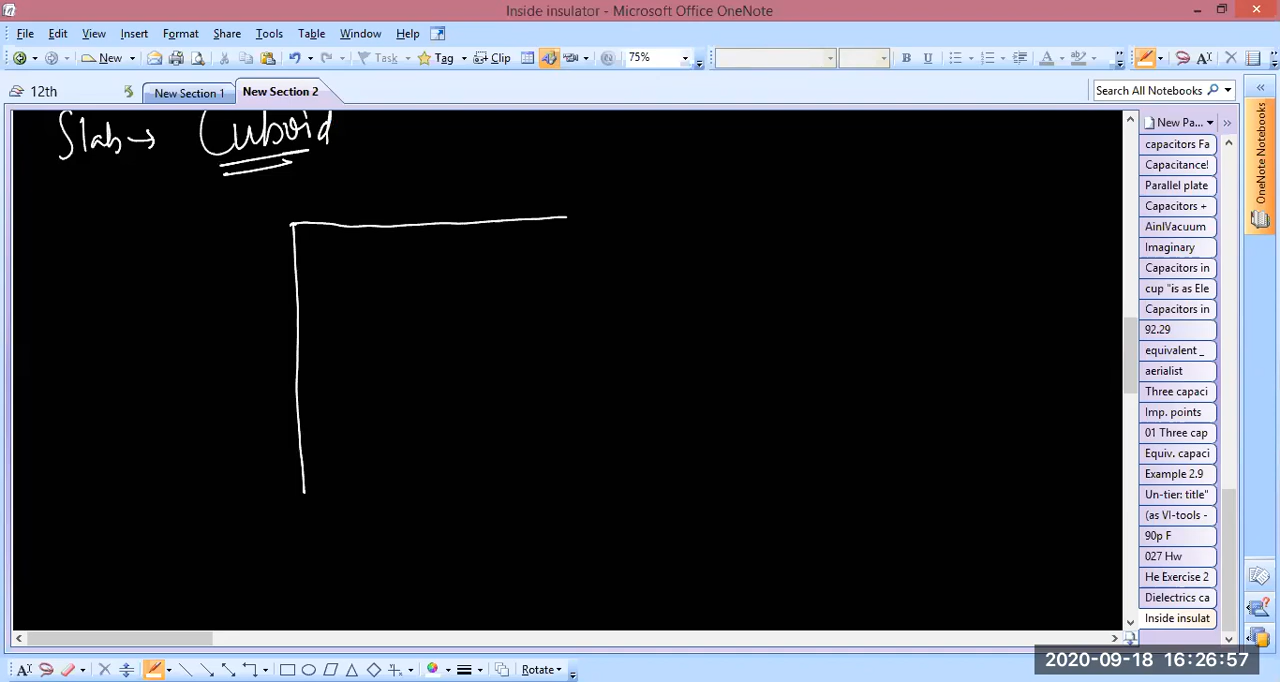 Inside insulator - Microsoft Office OneNote
File Edit View Insert Format Share Tools Table Window Help
New Task Tag Clip 75% B U A ab
12th New Section 1 New Section 2 Search All Notebooks
Slab → Cuboid
New Pa...
capacitors Fa
Capacitance!
Parallel plate
Capacitors +
AinlVacuum
Imaginary
Capacitors in
cup "is as Ele
Capacitors in
92.29
equivalent _
aerialist
Three capaci
Imp. points
01 Three cap
Equiv. capaci
Example 2.9
Un-tier: title"
(as VI-tools -
90p F
027 Hw
He Exercise 2
Dielectrics ca
Inside insulat
OneNote Notebooks
2020-09-18 16:26:57
Rotate